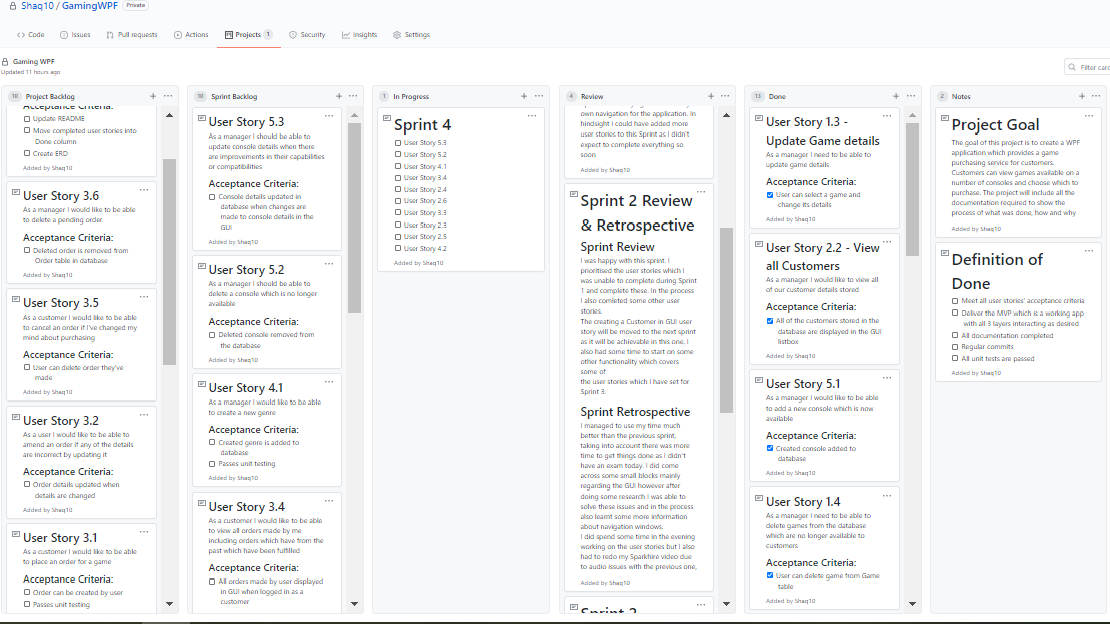 Shaq10 / GamingWPF Private
Code Issues Pull requests Actions Projects 1 Security Insights Settings
Gaming WPF
Updated 11 hours ago
Filter card
10 Project Backlog
Acceptance Criteria:
Update README
Move completed user stories into
Done column
Create ERD
Added by Shaq10
User Story 3.6
As a manager I would like to be able
to delete a pending order
Acceptance Criteria:
Deleted order is removed from
Order table in database
Added by Shaq10
User Story 3.5
As a customer I would like to be able
to cancel an order if I've changed my
mind about purchasing
Acceptance Criteria:
User can delete order they've
made
Added by Shaq10
User Story 3.2
As a user I would like to be able to
amend an order if any of the details
are incorrect by updating it
Acceptance Criteria:
Order details updated when
details are changed
Added by Shaq10
User Story 3.1
As a customer I would like to be able
to place an order for a game
Acceptance Criteria:
Order can be created by user
Passes unit testing
10 Sprint Backlog
User Story 5.3
As a manager I should be able to
update console details when there
are improvements in their capabilities
or compatibilities
Acceptance Criteria:
Console details updated in
database when changes are
made to console details in the
GUI
Added by Shaq10
User Story 5.2
As a manager I should be able to
delete a console which is no longer
available
Acceptance Criteria:
Deleted console removed from
the database
Added by Shaq10
User Story 4.1
As a manager I would like to be able
to create a new genre
Acceptance Criteria:
Created genre is added to
database
Passes unit testing
Added by Shaq10
User Story 3.4
As a customer I would like to be able
to view all orders made by me
including orders which have from the
past which have been fulfilled
Acceptance Criteria:
All orders made by user displayed
in GUI when logged in as a
customer
1 In Progress
Sprint 4
User Story 5.3
User Story 5.2
User Story 4.1
User Story 3.4
User Story 2.4
User Story 2.6
User Story 3.3
User Story 2.3
User Story 2.5
User Story 4.2
Added by Shaq10
4 Review
own navigation for the application. In
hindsight I could have added more
user stories to this Sprint as I didn't
expect to complete everything so
soon
Added by Shaq10
Sprint 2 Review
& Retrospective
Sprint Review
I was happy with this sprint. I
prioritised the user stories which I
was unable to complete during Sprint
1 and complete these. In the process
I also comleted some other user
stories.
The creating a Customer in GUI user
story will be moved to the next sprint
as it will be achievable in this one. I
also had some time to start on some
other functionality which covers
some of
the user stories which I have set for
Sprint 3.
Sprint Retrospective
I managed to use my time much
better than the previous sprint,
taking into account there was more
time to get things done as I didn't
have an exam today. I did come
across some small blocks mainly
regarding the GUI however after
doing some research I was able to
solve these issues and in the process
also learnt some more information
about navigation windows.
I did spend some time in the evening
working on the user stories but I also
had to redo my Sparkhire video due
to audio issues with the previous one,
Added by Shaq10
Sprint 2
13 Done
User Story 1.3 -
Update Game details
As a manager I need to be able to
update game details
Acceptance Criteria:
User can select a game and
change its details
Added by Shaq10
User Story 2.2 - View
all Customers
As a manager I would like to view all
of our customer details stored
Acceptance Criteria:
All of the customers stored in the
database are displayed in the GUI
listbox
Added by Shaq10
User Story 5.1
As a manager I would like to be able
to add a new console which is now
available
Acceptance Criteria:
Created console added to
database
Added by Shaq10
User Story 1.4
As a manager I need to be able to
delete games from the database
which are no longer available to
customers
Acceptance Criteria:
User can delete game from Game
table
Added by Shaq10
2 Notes
Project Goal
The goal of this project is to create a WPF
application which provides a game
purchasing service for customers.
Customers can view games available on a
number of consoles and choose which to
purchase. The project will include all the
documentation required to show the
process of what was done, how and why
Added by Shaq10
Definition of
Done
Meet all user stories' acceptance criteria
Deliver the MVP which is a working app
with all 3 layers interacting as desired
All documentation completed
Regular commits
All unit tests are passed
Added by Shaq10